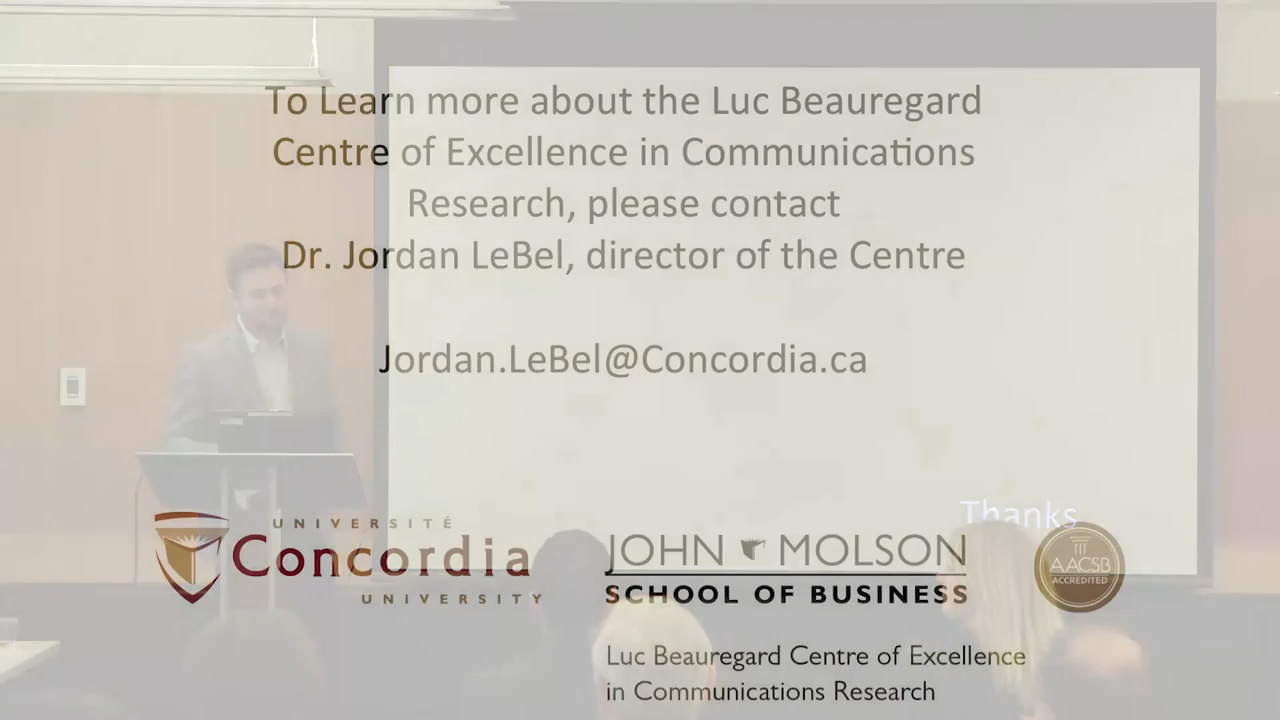 To Learn more about the Luc Beauregard
Centre of Excellence in Communications
Research, please contact
Dr. Jordan LeBel, director of the Centre
Jordan.LeBel@Concordia.ca
Thanks
UNIVERSITÉ
Concordia
UNIVERSITY
JOHN MOLSON
SCHOOL OF BUSINESS
AACSB
ACCREDITED
Luc Beauregard Centre of Excellence
in Communications Research